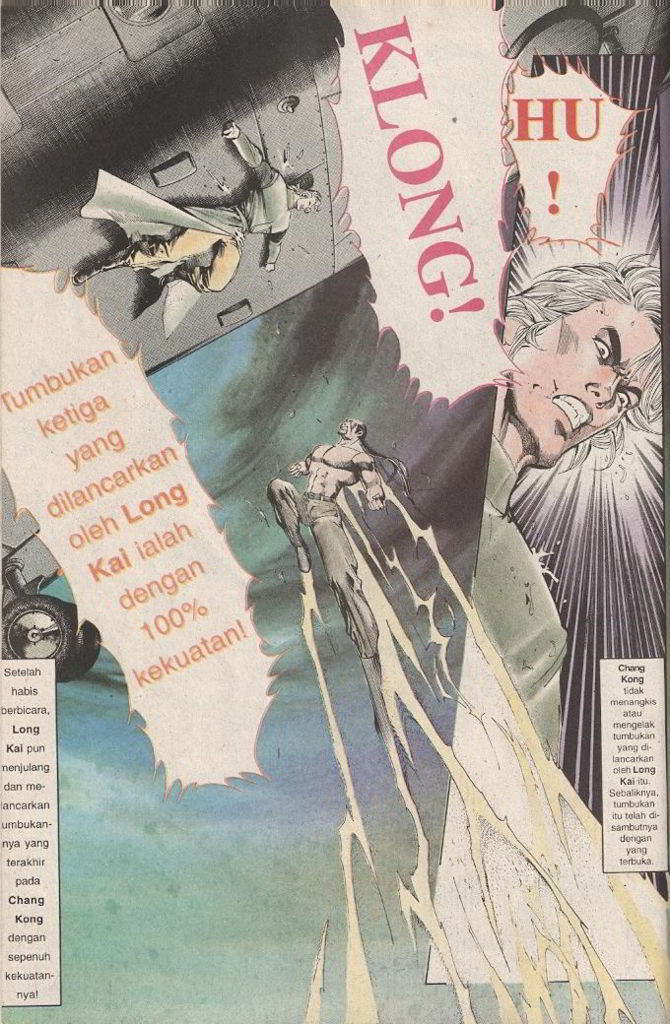 KLONG!
HU
!
Tumbukan
ketiga
yang
dilancarkan
oleh Long
Kai ialah
dengan
100%
kekuatan!
Setelah
habis
berbicara,
Long
Kai pun
menjulang
dan me-
lancarkan
tumbukan-
nya yang
terakhir
pada
Chang
Kong
dengan
sepenuh
kekuatan-
nya!
Chang
Kong
tidak
menangkis
atau
mengelak
tumbukan
yang di-
lancarkan
oleh Long
Kai itu.
Sebaliknya,
tumbukan
itu telah di-
sambutnya
dengan
yang
terbuka.